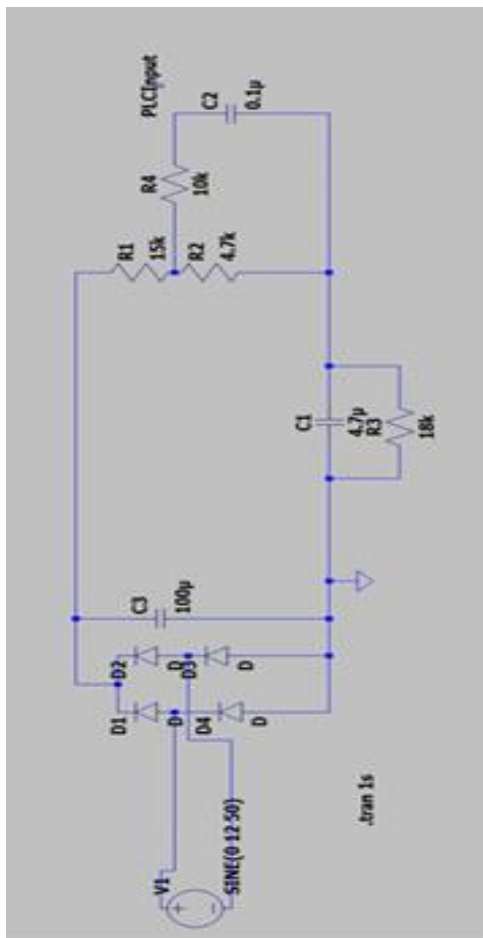 PLCInput
C2
0.1µ
R4
10k
R1
15k
R2
4.7k
C1
4.7µ
R3
18k
C3
100µ
D2
D
D3
D
D1
D
D4
D
V1
SINE(0 12 50)
.tran 1s